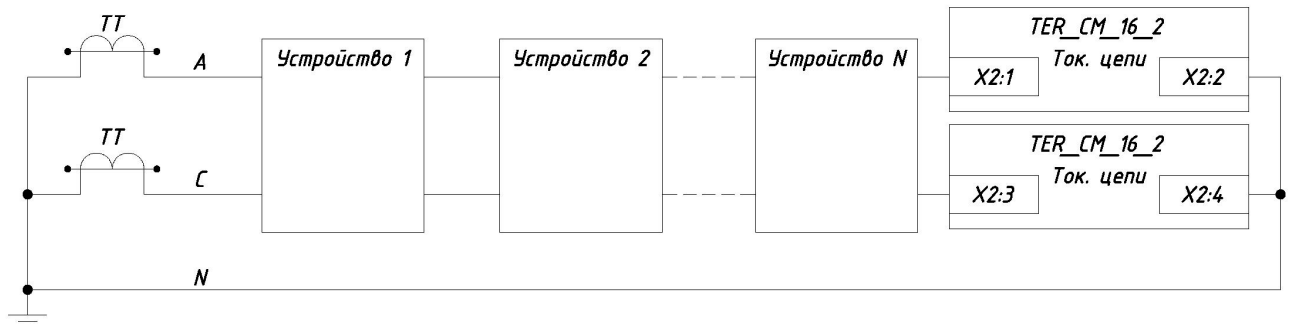 ТТ
А
Устройство 1
Устройство 2
Устройство N
TER_CM_16_2
Ток. цепи
X2:1
X2:2
ТТ
С
TER_CM_16_2
Ток. цепи
X2:3
X2:4
N